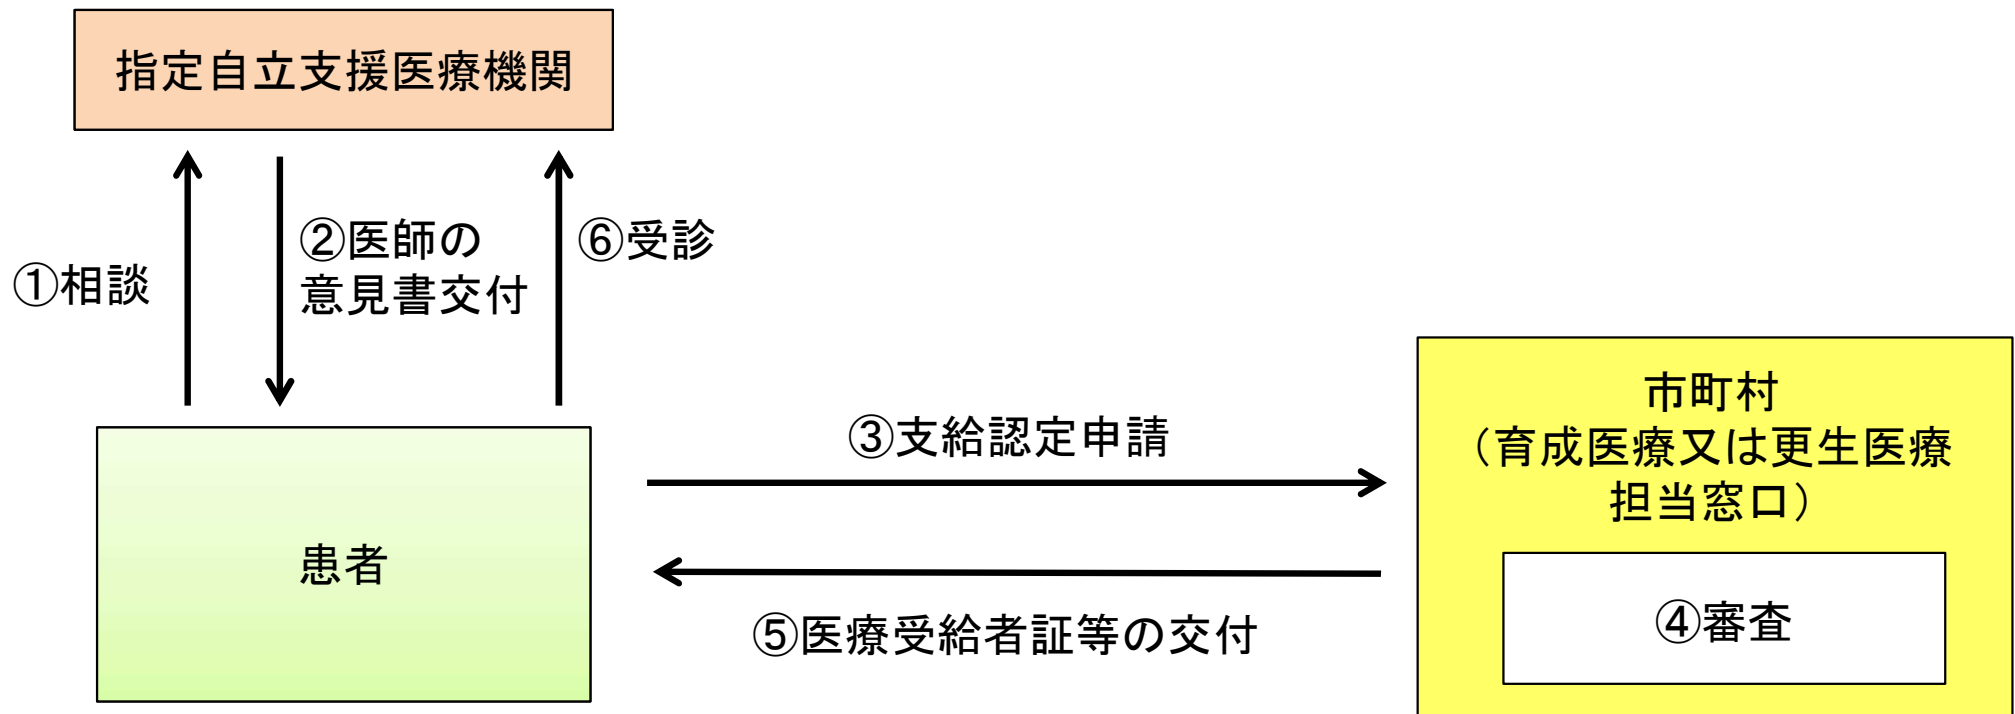 指定自立支援医療機関
①相談
②医師の
意見書交付
⑥受診
患者
③支給認定申請
⑤医療受給者証等の交付
市町村
（育成医療又は更生医療
担当窓口）
④審査